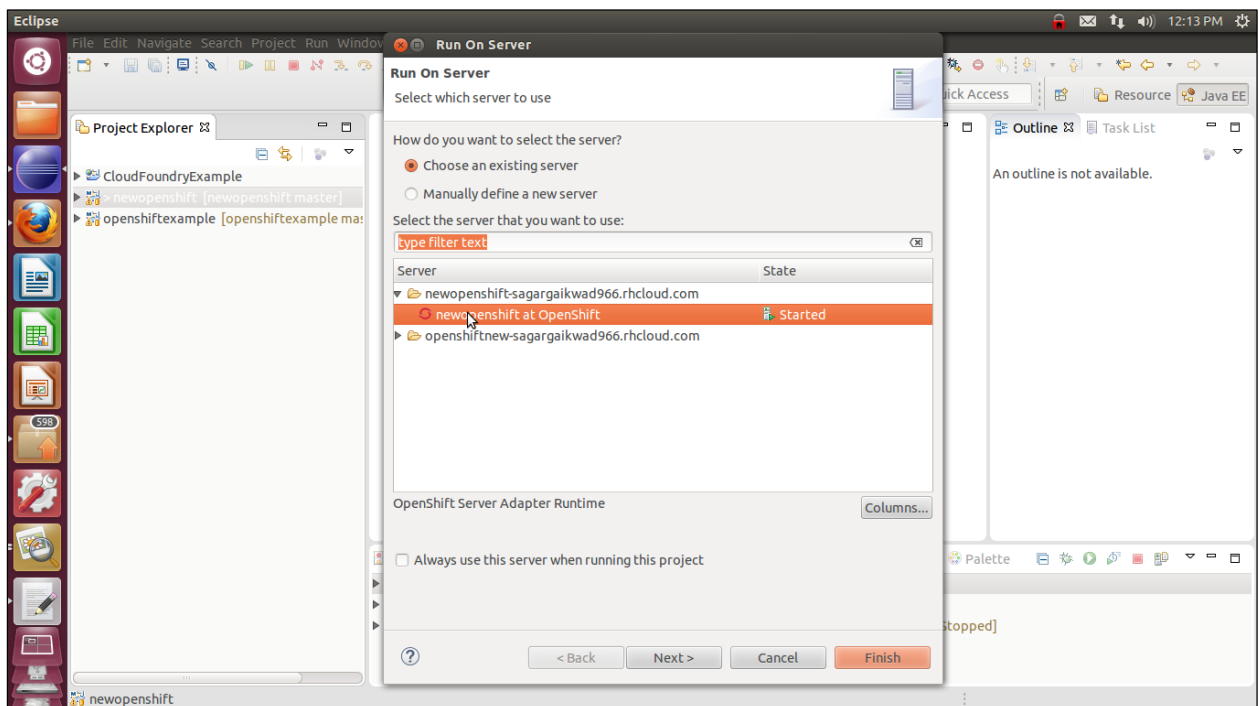 Eclipse
12:13 PM
File Edit Navigate Search Project Run Window
Run On Server
Run On Server
Select which server to use
Access
Resource
Java EE
Project Explorer
How do you want to select the server?
Choose an existing server
Manually define a new server
Outline
Task List
CloudFoundryExample
An outline is not available.
> newopenshift [newopenshift master]
openshiftexample [openshiftexample mas
Select the server that you want to use:
type filter text
Server State
newopenshift-sagargaikwad966.rhcloud.com
newopenshift at OpenShift Started
openshiftnew-sagargaikwad966.rhcloud.com
598
OpenShift Server Adapter Runtime
Columns...
Always use this server when running this project
Palette
Stopped]
< Back
Next >
Cancel
Finish
newopenshift